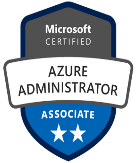 Microsoft
CERTIFIED
AZURE
ADMINISTRATOR
ASSOCIATE